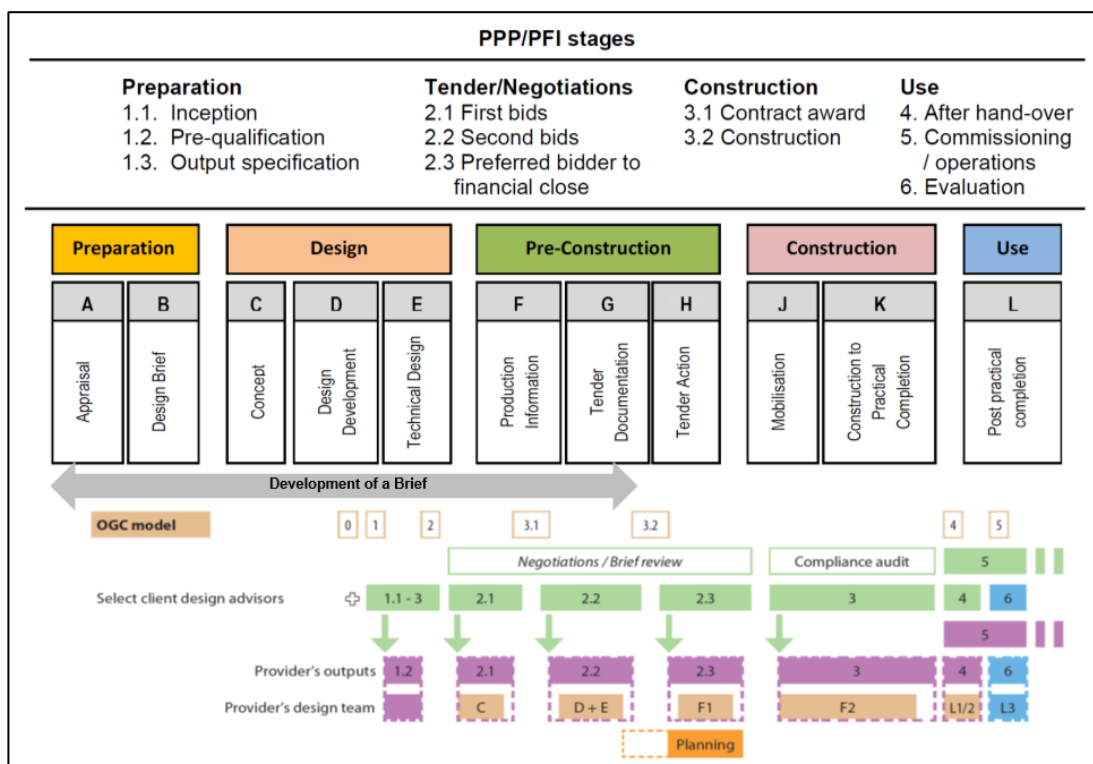 PPP/PFI stages
Preparation
1.1. Inception
1.2. Pre-qualification
1.3. Output specification
Tender/Negotiations
2.1 First bids
2.2 Second bids
2.3 Preferred bidder to
financial close
Construction
3.1 Contract award
3.2 Construction
Use
4. After hand-over
5. Commissioning
/ operations
6. Evaluation
Preparation
Design
Pre-Construction
Construction
Use
A
B
C
D
E
F
G
H
J
K
L
Appraisal
Design Brief
Concept
Design
Development
Technical Design
Production
Information
Tender
Documentation
Tender Action
Mobilisation
Construction to
Practical
Completion
Post practical
completion
Development of a Brief
OGC model
0
1
2
3.1
3.2
4
5
Negotiations / Brief review
Compliance audit
5
Select client design advisors
1.1 - 3
2.1
2.2
2.3
3
4
6
5
Provider's outputs
1.2
2.1
2.2
2.3
3
4
6
Provider's design team
C
D + E
F1
F2
L1/2
L3
Planning